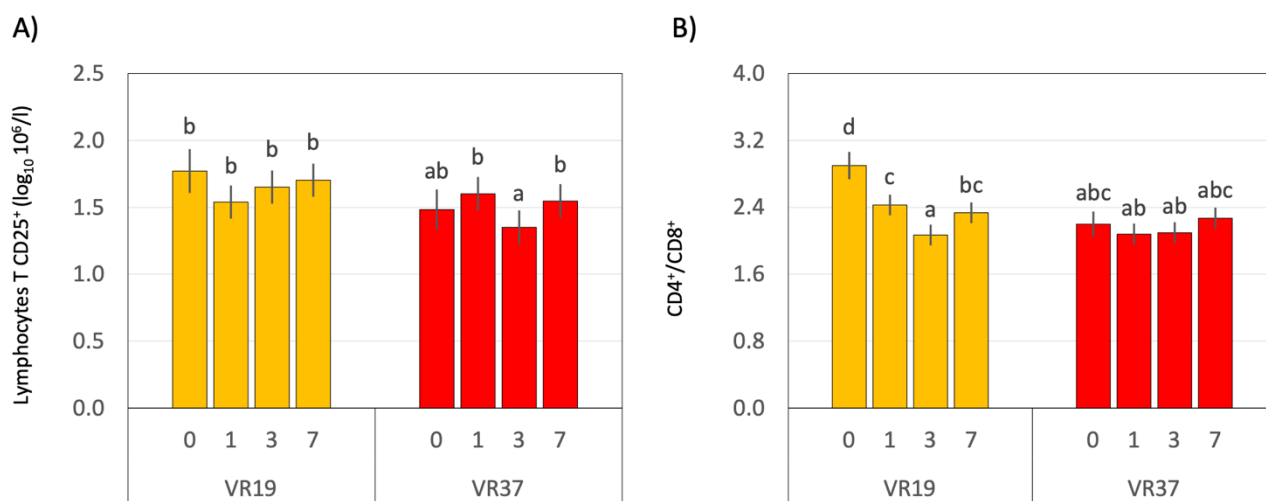 A)
Lymphocytes T CD25⁺ (log₁₀ 10⁶/l)
2.5
2.0
1.5
1.0
0.5
0.0
b b b b ab b a b
0 1 3 7 0 1 3 7
VR19 VR37
B)
CD4⁺/CD8⁺
4.0
3.2
2.4
1.6
0.8
0.0
d c a bc abc ab ab abc
0 1 3 7 0 1 3 7
VR19 VR37